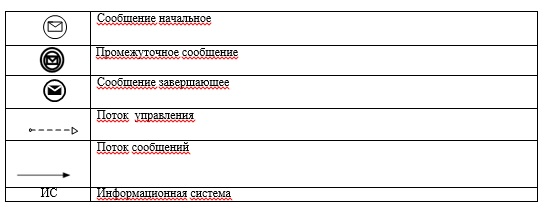 Сообщение начальное
Промежуточное сообщение
Сообщение завершающее
Поток управления
Поток сообщений
ИС Информационная система